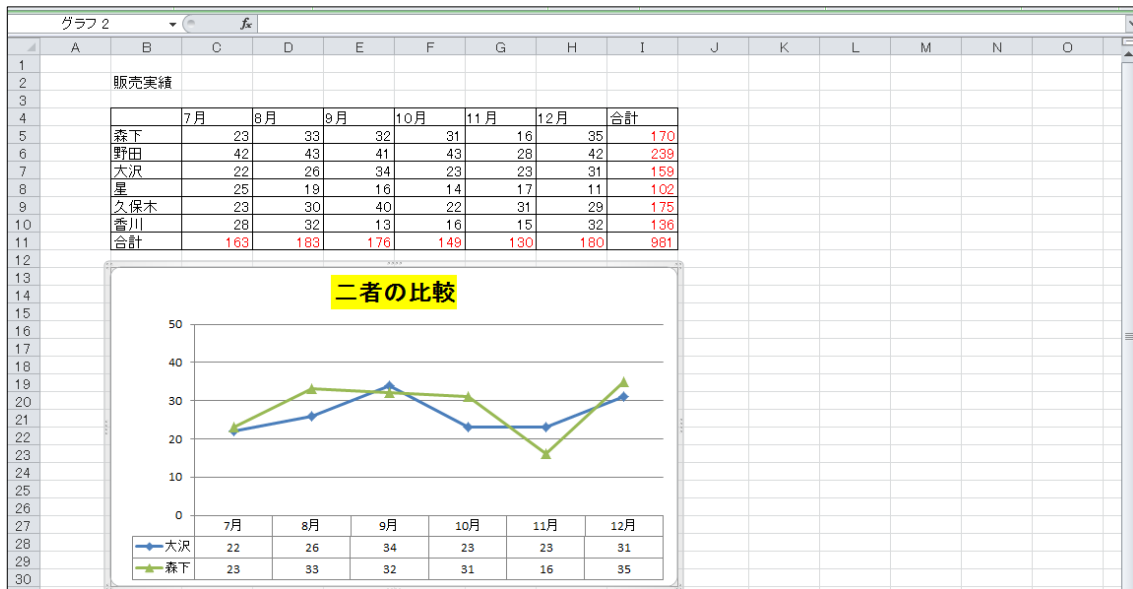 グラフ 2 fx
A B C D E F G H I J K L M N O
1
2 販売実績
3
4 7月 8月 9月 10月 11月 12月 合計
5 森下 23 33 32 31 16 35 170
6 野田 42 43 41 43 28 42 239
7 大沢 22 26 34 23 23 31 159
8 星 25 19 16 14 17 11 102
9 久保木 23 30 40 22 31 29 175
10 香川 28 32 13 16 15 32 136
11 合計 163 183 176 149 130 180 981
12
13
14
15
16
17
18
19
20
21
22
23
24
25
26
27
28
29
30
二者の比較
50
40
30
20
10
0
7月 8月 9月 10月 11月 12月
大沢 22 26 34 23 23 31
森下 23 33 32 31 16 35